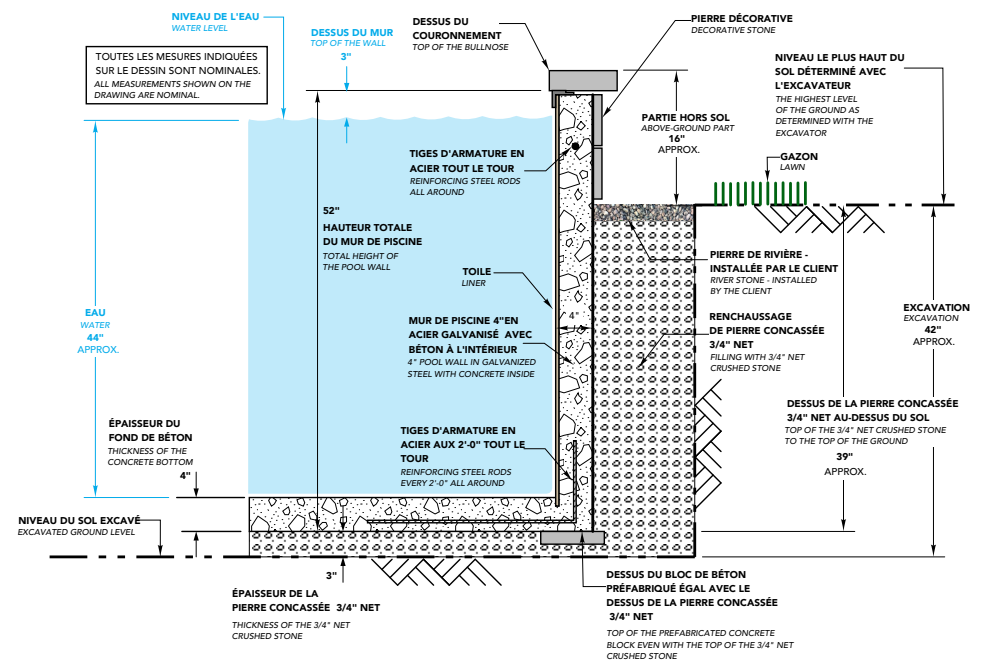 NIVEAU DE L'EAU
WATER LEVEL
TOUTES LES MESURES INDIQUÉES
SUR LE DESSIN SONT NOMINALES.
ALL MEASUREMENTS SHOWN ON THE
DRAWING ARE NOMINAL.
DESSUS DU MUR
TOP OF THE WALL
3"
DESSUS DU
COURONNEMENT
TOP OF THE BULLNOSE
PIERRE DÉCORATIVE
DECORATIVE STONE
NIVEAU LE PLUS HAUT DU
SOL DÉTERMINÉ AVEC
L'EXCAVATEUR
THE HIGHEST LEVEL
OF THE GROUND AS
DETERMINED WITH THE
EXCAVATOR
PARTIE HORS SOL
ABOVE-GROUND PART
16"
APPROX.
GAZON
LAWN
TIGES D'ARMATURE EN
ACIER TOUT LE TOUR
REINFORCING STEEL RODS
ALL AROUND
52"
HAUTEUR TOTALE
DU MUR DE PISCINE
TOTAL HEIGHT OF
THE POOL WALL
TOILE
LINER
PIERRE DE RIVIÈRE -
INSTALLÉE PAR LE CLIENT
RIVER STONE - INSTALLED
BY THE CLIENT
EAU
WATER
44"
APPROX.
MUR DE PISCINE 4"EN
ACIER GALVANISÉ AVEC
BÉTON À L'INTÉRIEUR
4" POOL WALL IN GALVANIZED
STEEL WITH CONCRETE INSIDE
4"
RENCHAUSSAGE
DE PIERRE CONCASSÉE
3/4" NET
FILLING WITH 3/4" NET
CRUSHED STONE
EXCAVATION
EXCAVATION
42"
APPROX.
DESSUS DE LA PIERRE CONCASSÉE
3/4" NET AU-DESSUS DU SOL
TOP OF THE 3/4" NET CRUSHED STONE
TO THE TOP OF THE GROUND
39"
APPROX.
ÉPAISSEUR DU
FOND DE BÉTON
THICKNESS OF THE
CONCRETE BOTTOM
4"
TIGES D'ARMATURE EN
ACIER AUX 2'-0" TOUT LE
TOUR
REINFORCING STEEL RODS
EVERY 2'-0" ALL AROUND
NIVEAU DU SOL EXCAVÉ
EXCAVATED GROUND LEVEL
3"
ÉPAISSEUR DE LA
PIERRE CONCASSÉE 3/4" NET
THICKNESS OF THE 3/4" NET
CRUSHED STONE
DESSUS DU BLOC DE BÉTON
PRÉFABRIQUÉ ÉGAL AVEC LE
DESSUS DE LA PIERRE CONCASSÉE
3/4" NET
TOP OF THE PREFABRICATED CONCRETE
BLOCK EVEN WITH THE TOP OF THE 3/4" NET
CRUSHED STONE